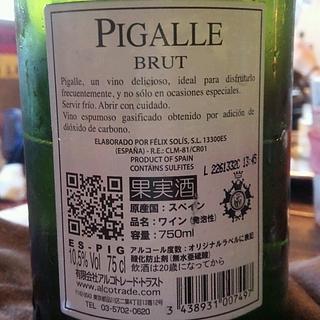 PIGALLE
BRUT
Pigalle, un vino delicioso, ideal para disfrutarlo
frecuentemente, y no sólo en ocasiones especiales.
Servir frío. Abrir con cuidado.
Vino espumoso gasificado obtenido por adición de
dióxido de carbono.
ELABORADO POR FÉLIX SOLÍS, S.L. 13300ES
(ESPAÑA) - R.E.: CLM-81/CR01
PRODUCT OF SPAIN
CONTAINS SULFITES
L 2261332C 13:45
果実酒
原産国：スペイン
品名：ワイン (発泡性)
容量：750ml
ES-PIG
10,5% Vol 75 cl
アルコール度数：オリジナルラベルに表記
酸化防止剤(無水亜硫酸)
飲酒は20歳になってから
有限会社アルコトレード・トラスト
alcotrade.com
TEL 03-5702-0620
3 438931 007497